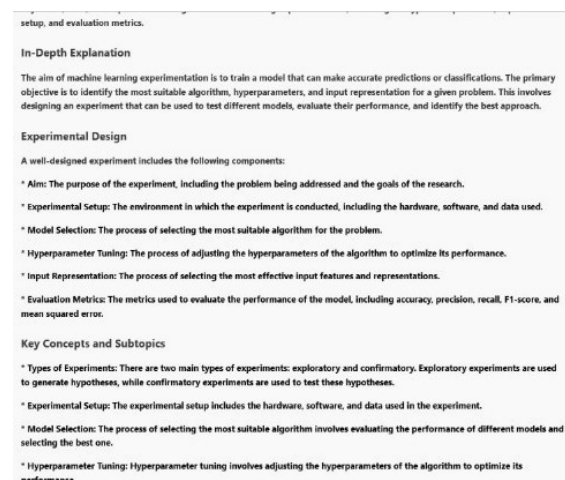 setup, and evaluation metrics.
In-Depth Explanation
The aim of machine learning experimentation is to train a model that can make accurate predictions or classifications. The primary
objective is to identify the most suitable algorithm, hyperparameters, and input representation for a given problem. This involves
designing an experiment that can be used to test different models, evaluate their performance, and identify the best approach.
Experimental Design
A well-designed experiment includes the following components:
* Aim: The purpose of the experiment, including the problem being addressed and the goals of the research.
* Experimental Setup: The environment in which the experiment is conducted, including the hardware, software, and data used.
* Model Selection: The process of selecting the most suitable algorithm for the problem.
* Hyperparameter Tuning: The process of adjusting the hyperparameters of the algorithm to optimize its performance.
* Input Representation: The process of selecting the most effective input features and representations.
* Evaluation Metrics: The metrics used to evaluate the performance of the model, including accuracy, precision, recall, F1-score, and
mean squared error.
Key Concepts and Subtopics
* Types of Experiments: There are two main types of experiments: exploratory and confirmatory. Exploratory experiments are used
to generate hypotheses, while confirmatory experiments are used to test these hypotheses.
* Experimental Setup: The experimental setup includes the hardware, software, and data used in the experiment.
* Model Selection: The process of selecting the most suitable algorithm involves evaluating the performance of different models and
selecting the best one.
* Hyperparameter Tuning: Hyperparameter tuning involves adjusting the hyperparameters of the algorithm to optimize its
performance.